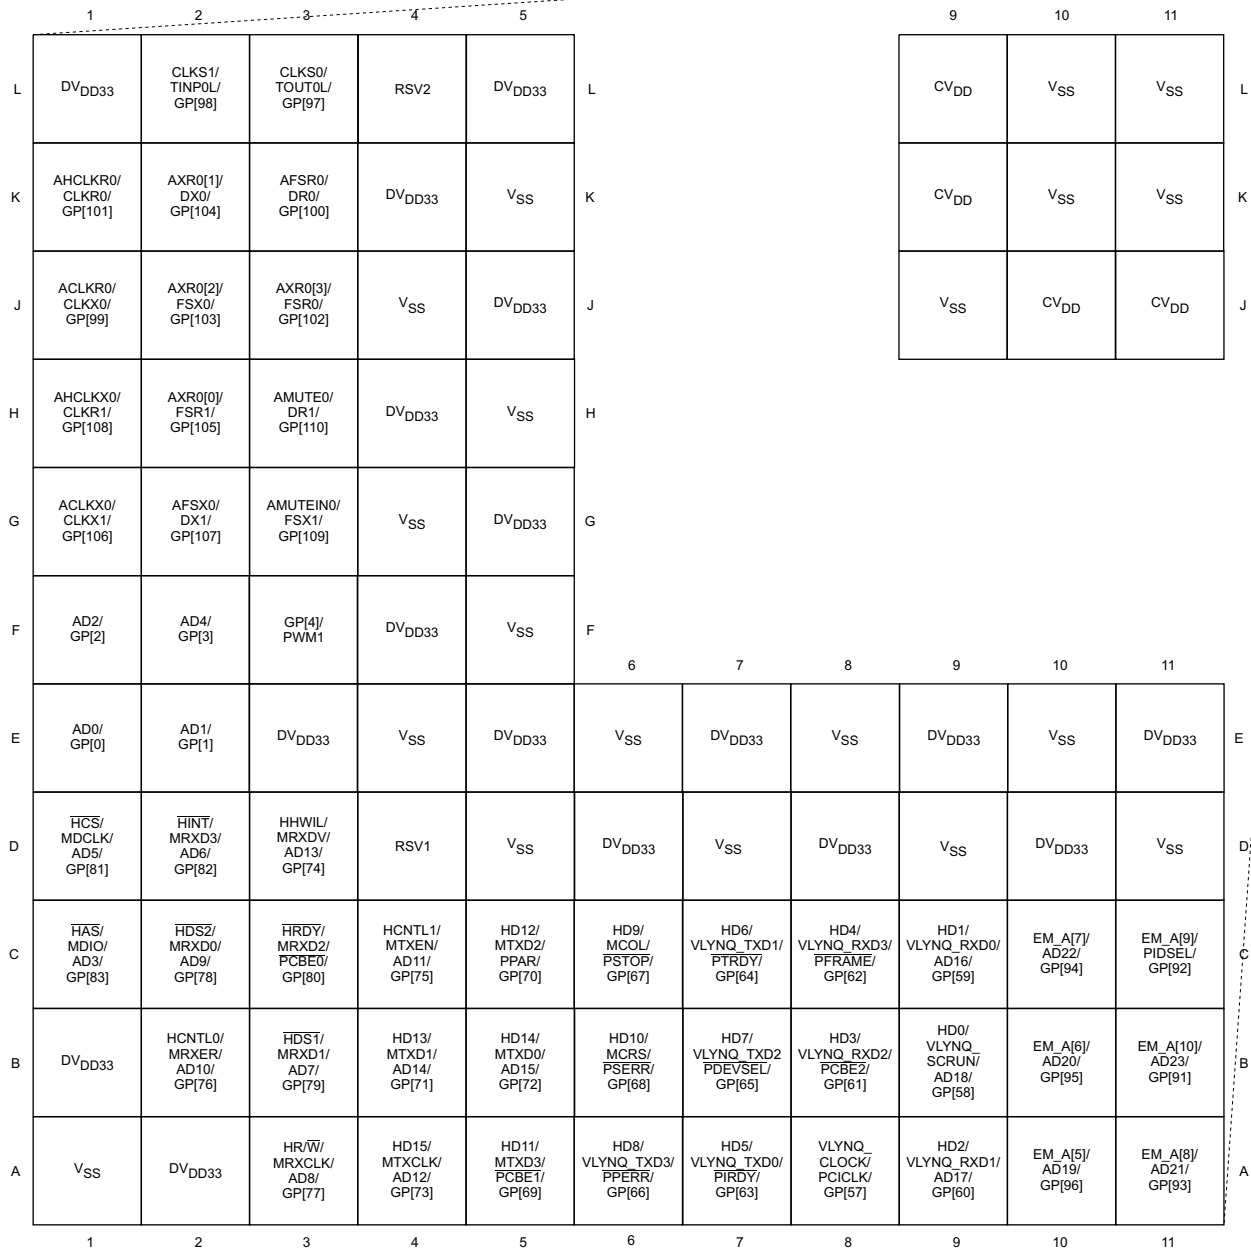 1 2 3 4 5 9 10 11
L DVDD33 CLKS1/ TINP0L/ GP[98] CLKS0/ TOUT0L/ GP[97] RSV2 DVDD33 L CVDD VSS VSS L
K AHCLKR0/ CLKR0/ GP[101] AXR0[1]/ DX0/ GP[104] AFSR0/ DR0/ GP[100] DVDD33 VSS K CVDD VSS VSS K
J ACLKR0/ CLKX0/ GP[99] AXR0[2]/ FSX0/ GP[103] AXR0[3]/ FSR0/ GP[102] VSS DVDD33 J VSS CVDD CVDD J
H AHCLKX0/ CLKR1/ GP[108] AXR0[0]/ FSR1/ GP[105] AMUTE0/ DR1/ GP[110] DVDD33 VSS H
G ACLKX0/ CLKX1/ GP[106] AFSX0/ DX1/ GP[107] AMUTEIN0/ FSX1/ GP[109] VSS DVDD33 G
F AD2/ GP[2] AD4/ GP[3] GP[4]/ PWM1 DVDD33 VSS F
6 7 8 9 10 11
E AD0/ GP[0] AD1/ GP[1] DVDD33 VSS DVDD33 VSS DVDD33 VSS DVDD33 VSS DVDD33 E
D HCS/ MDCLK/ AD5/ GP[81] HINT/ MRXD3/ AD6/ GP[82] HHWIL/ MRXDV/ AD13/ GP[74] RSV1 VSS DVDD33 VSS DVDD33 VSS DVDD33 VSS D
C HAS/ MDIO/ AD3/ GP[83] HDS2/ MRXD0/ AD9/ GP[78] HRDY/ MRXD2/ PCBE0/ GP[80] HCNTL1/ MTXEN/ AD11/ GP[75] HD12/ MTXD2/ PPAR/ GP[70] HD9/ MCOL/ PSTOP/ GP[67] HD6/ VLYNQ_TXD1/ PTRDY/ GP[64] HD4/ VLYNQ_RXD3/ PFRAME/ GP[62] HD1/ VLYNQ_RXD0/ AD16/ GP[59] EM_A[7]/ AD22/ GP[94] EM_A[9]/ PIDSEL/ GP[92] C
B DVDD33 HCNTL0/ MRXER/ AD10/ GP[76] HDS1/ MRXD1/ AD7/ GP[79] HD13/ MTXD1/ AD14/ GP[71] HD14/ MTXD0/ AD15/ GP[72] HD10/ MCRS/ PSERR/ GP[68] HD7/ VLYNQ_TXD2 PDEVSEL/ GP[65] HD3/ VLYNQ_RXD2/ PCBE2/ GP[61] HD0/ VLYNQ_ SCRUN/ AD18/ GP[58] EM_A[6]/ AD20/ GP[95] EM_A[10]/ AD23/ GP[91] B
A VSS DVDD33 HR/W/ MRXCLK/ AD8/ GP[77] HD15/ MTXCLK/ AD12/ GP[73] HD11/ MTXD3/ PCBE1/ GP[69] HD8/ VLYNQ_TXD3/ PPERR/ GP[66] HD5/ VLYNQ_TXD0/ PIRDY/ GP[63] VLYNQ_ CLOCK/ PCICLK/ GP[57] HD2/ VLYNQ_RXD1/ AD17/ GP[60] EM_A[5]/ AD19/ GP[96] EM_A[8]/ AD21/ GP[93] A
1 2 3 4 5 6 7 8 9 10 11